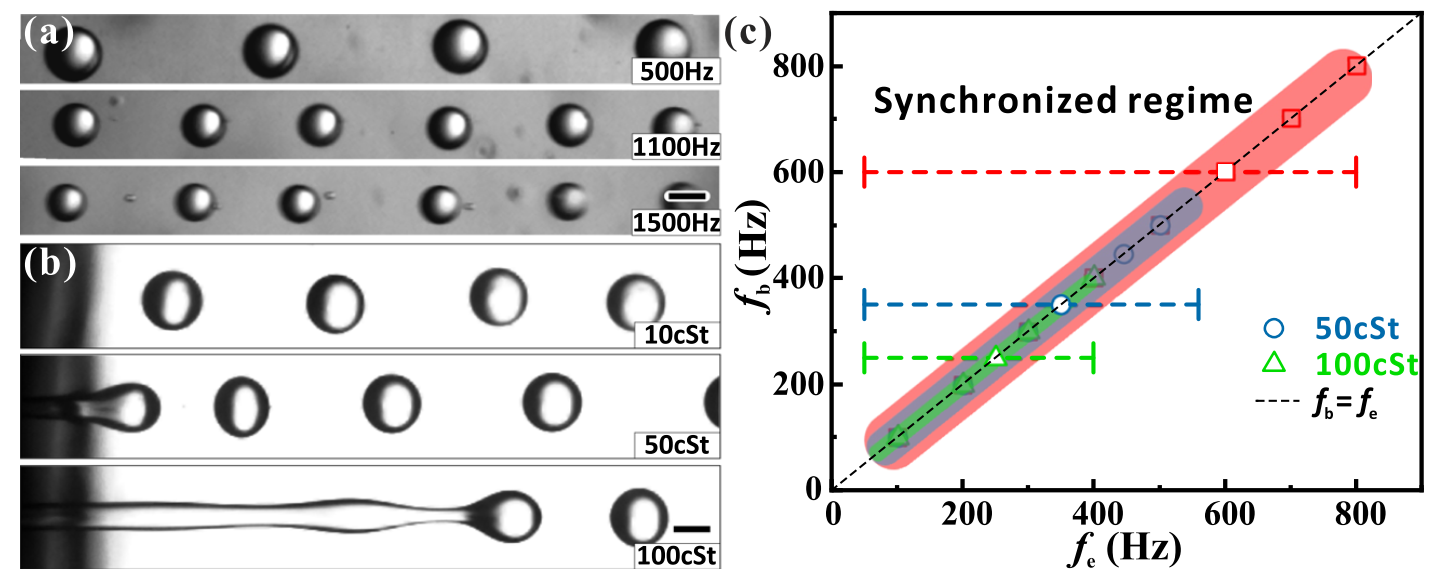 (a)
500Hz
1100Hz
1500Hz
(b)
10cSt
50cSt
100cSt
(c)
Synchronized regime
800
600
400
200
0
0
200
400
600
800
f_b (Hz)
f_e (Hz)
50cSt
100cSt
f_b = f_e